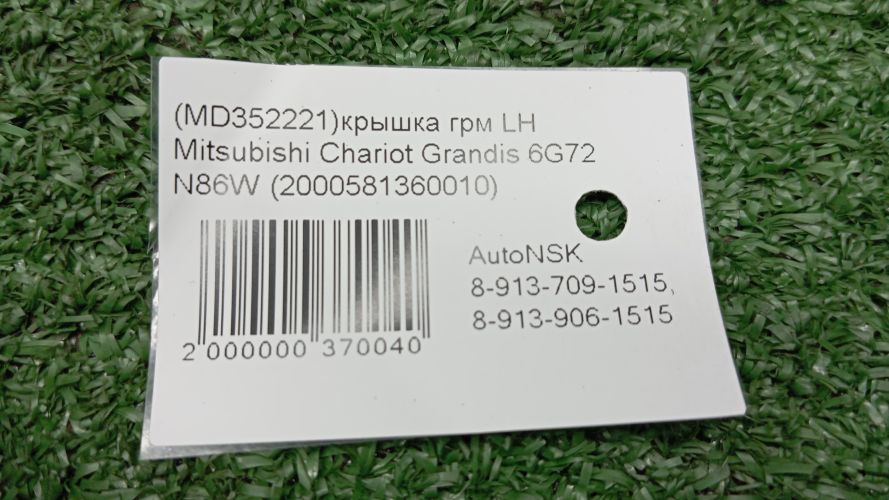 (MD352221)крышка грм LH
Mitsubishi Chariot Grandis 6G72
N86W (2000581360010)
AutoNSK
8-913-709-1515,
8-913-906-1515
2 000000 370040